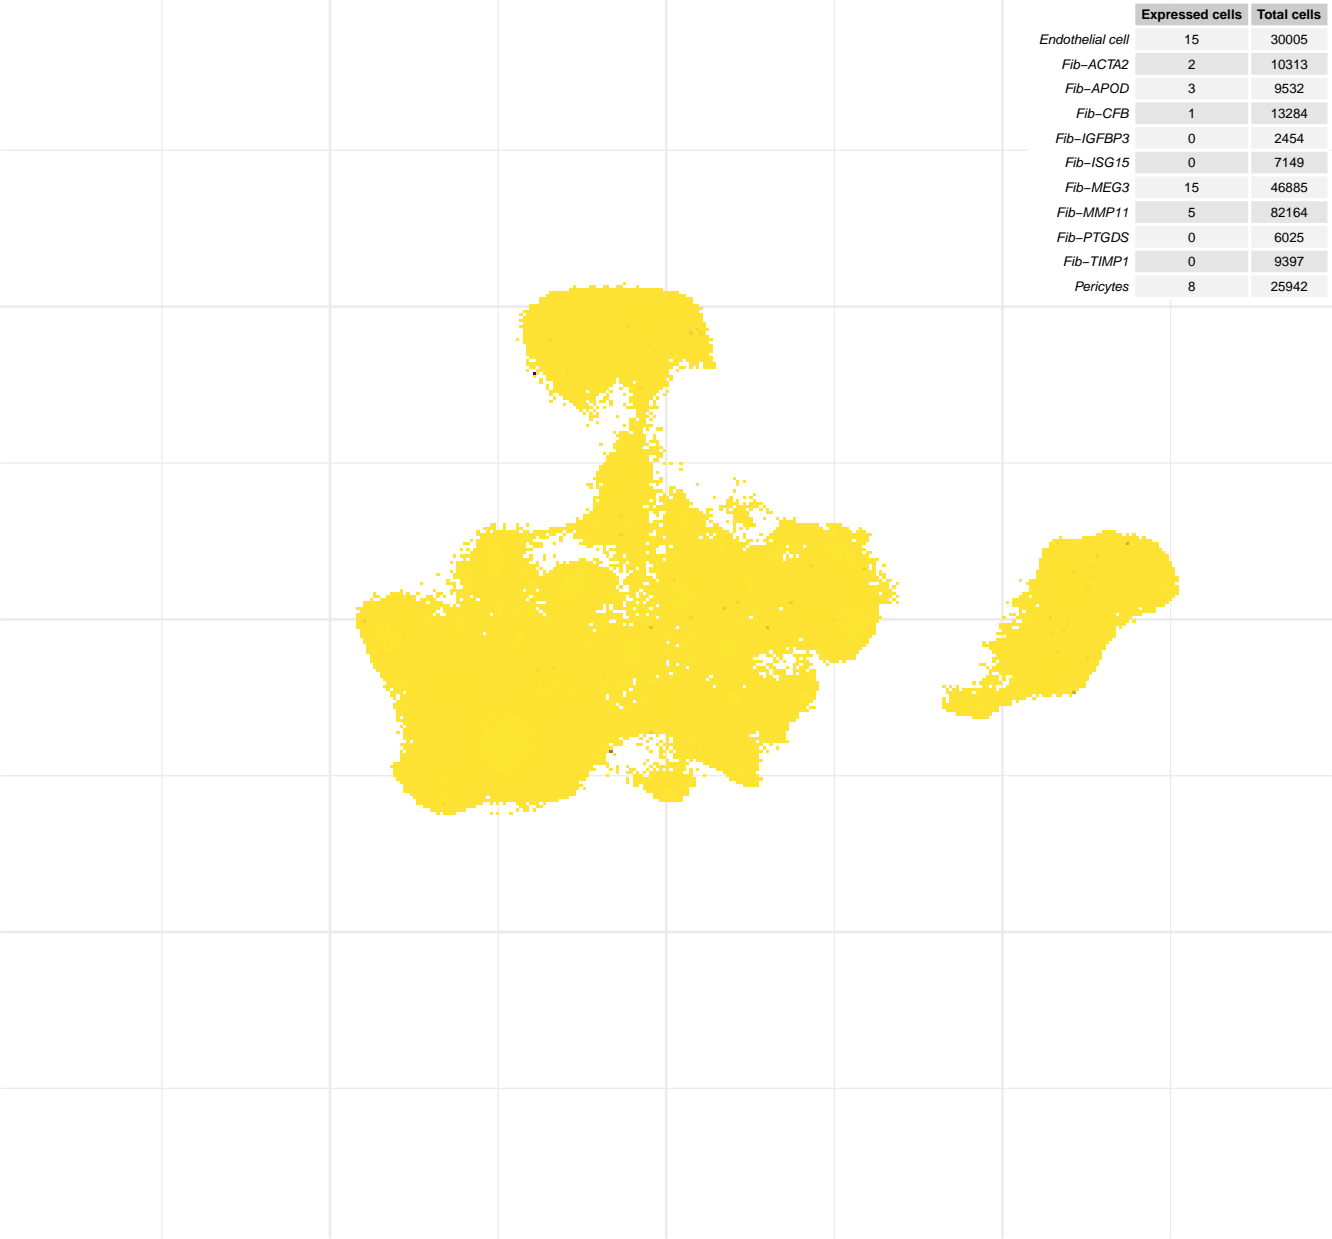 Expressed cells Total cells
Endothelial cell 15 30005
Fib−ACTA2 2 10313
Fib−APOD 3 9532
Fib−CFB 1 13284
Fib−IGFBP3 0 2454
Fib−ISG15 0 7149
Fib−MEG3 15 46885
Fib−MMP11 5 82164
Fib−PTGDS 0 6025
Fib−TIMP1 0 9397
Pericytes 8 25942